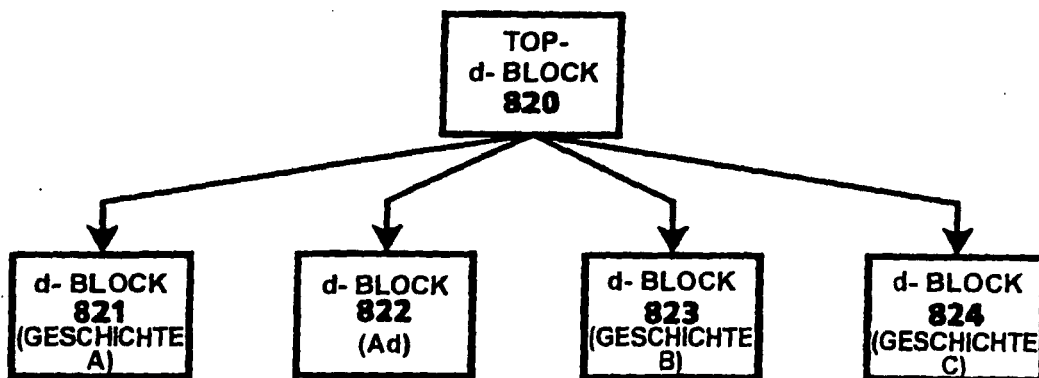 TOP-
d- BLOCK
820
d- BLOCK
821
(GESCHICHTE
A)
d- BLOCK
822
(Ad)
d- BLOCK
823
(GESCHICHTE
B)
d- BLOCK
824
(GESCHICHTE
C)